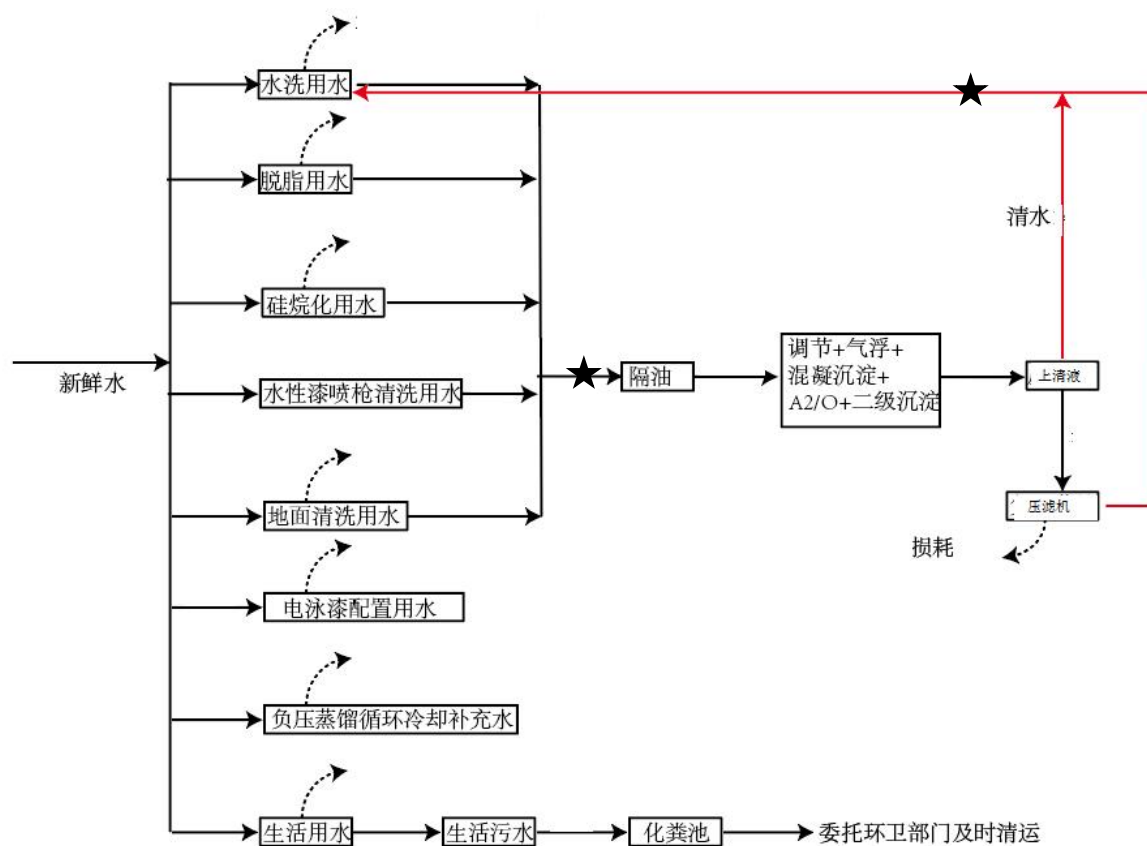 水洗用水
脱脂用水
清水
硅烷化用水
新鲜水
水性漆喷枪清洗用水
隔油
调节+气浮+
混凝沉淀+
A2/O+二级沉淀
上清液
地面清洗用水
压滤机
损耗
电泳漆配置用水
负压蒸馏循环冷却补充水
生活用水
生活污水
化粪池
委托环卫部门及时清运